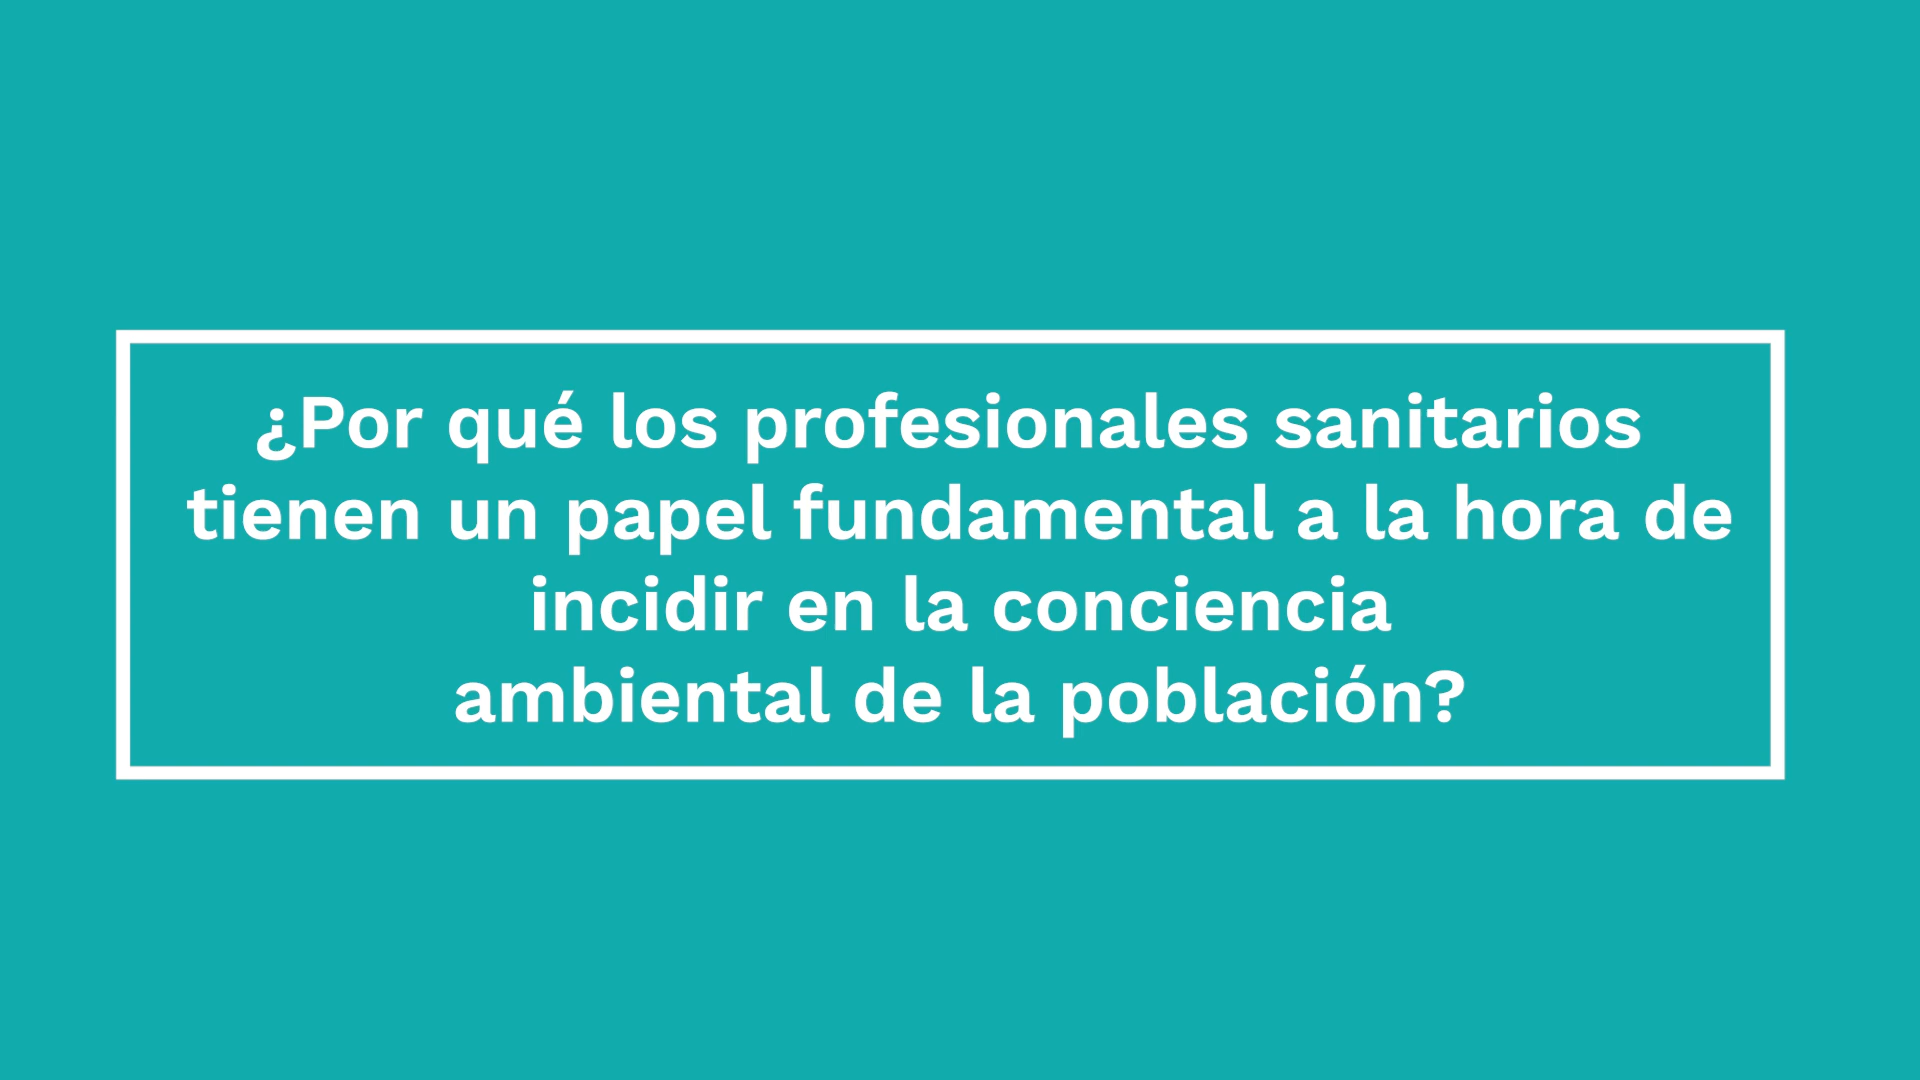 ¿Por qué los profesionales sanitarios
tienen un papel fundamental a la hora de
incidir en la conciencia
ambiental de la población?